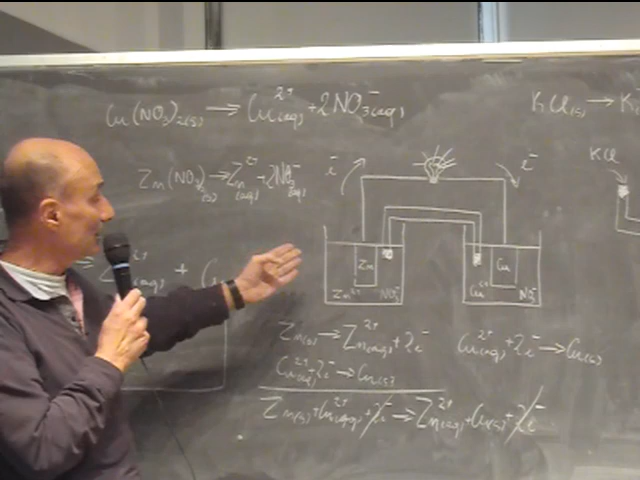 Cu(NO₃)₂(s) → Cu²⁺(aq) + 2NO₃⁻(aq)
KCl(s) → K
Zn(NO₃)₂(s) → Zn²⁺(aq) + 2NO₃⁻(aq)
e⁻
e⁻
KCl
Zn
Cu
Zn²⁺ NO₃⁻
Cu²⁺ NO₃⁻
= Z 2+(aq) + C
Zn(s) → Zn²⁺(aq) + 2e⁻
Cu²⁺(aq) + 2e⁻ → Cu(s)
Cu²⁺(aq) + 2e⁻ → Cu(s)
Zn(s) + Cu²⁺(aq) + 2e⁻ → Zn²⁺(aq) + Cu(s) + 2e⁻